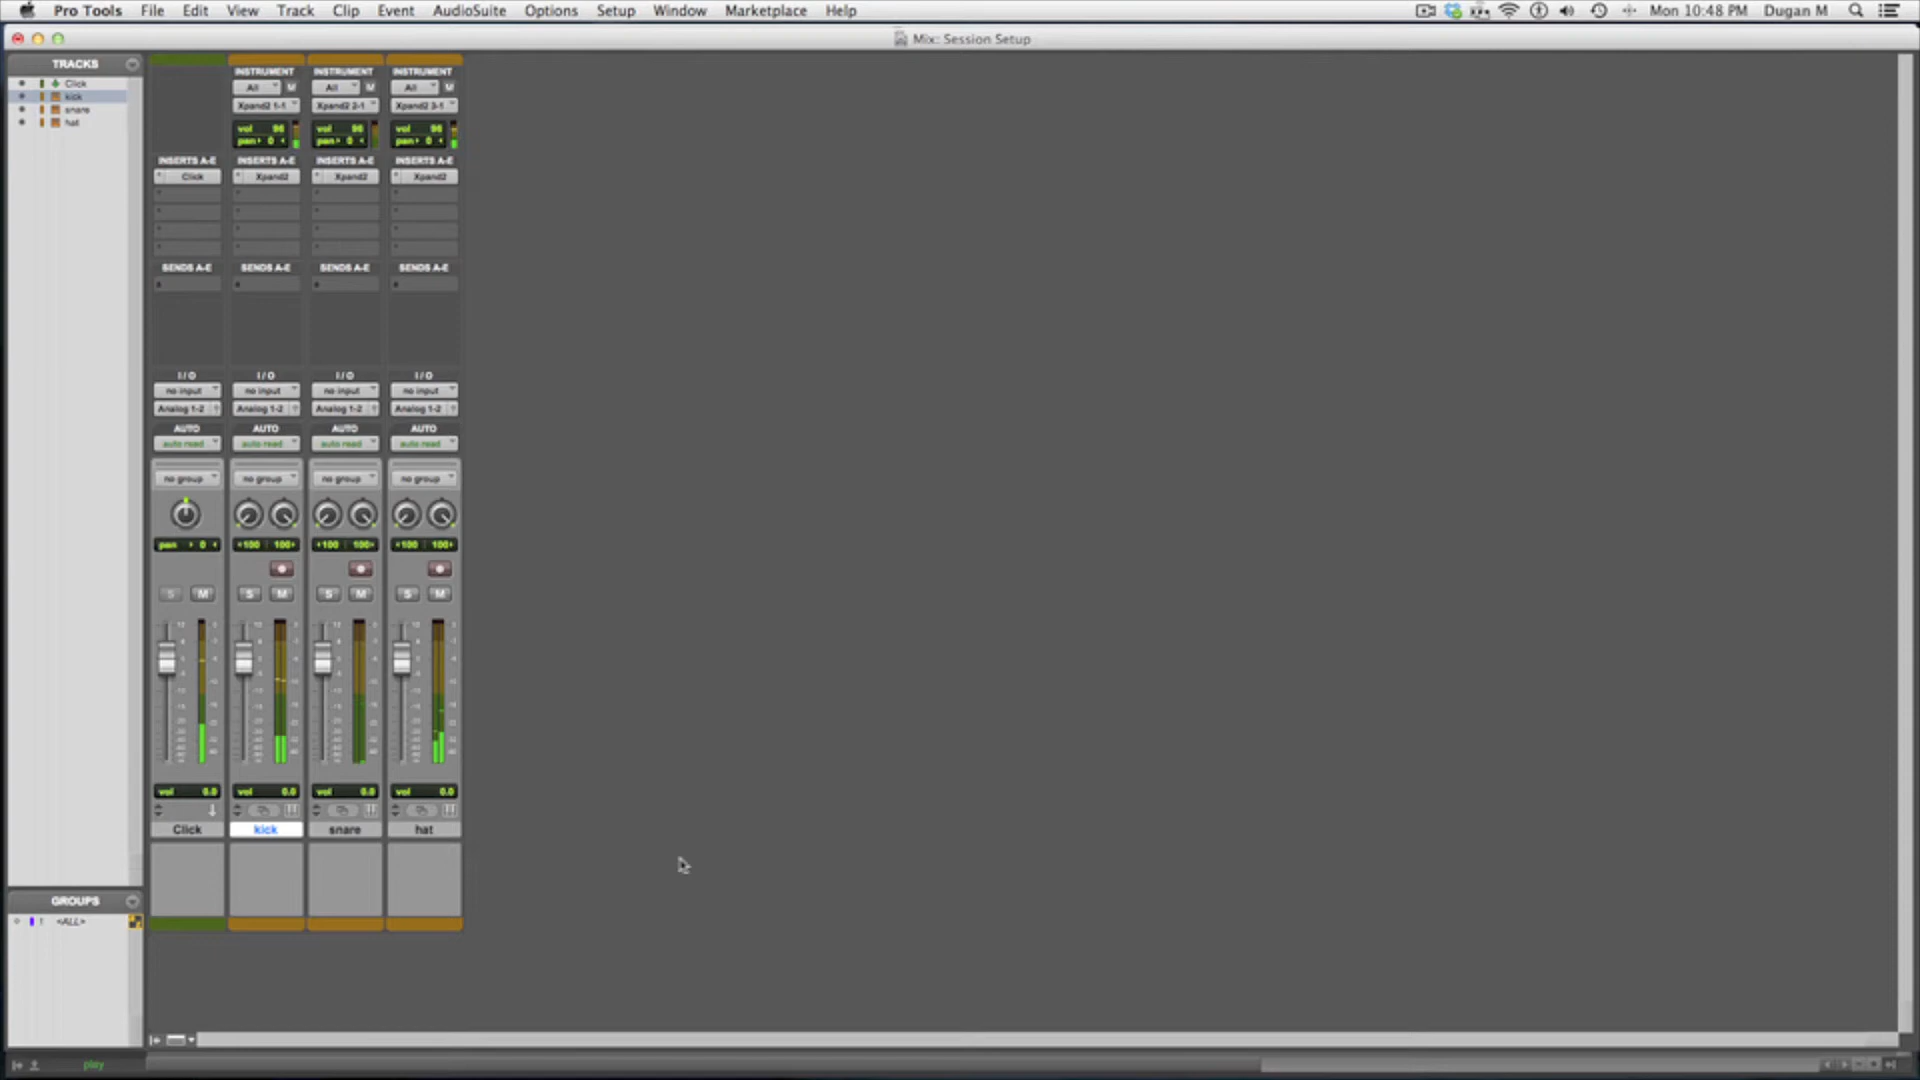 Pro Tools File Edit View Track Clip Event AudioSuite Options Setup Window Marketplace Help Mon 10:48 PM Dugan M
Mix: Session Setup
TRACKS
Click
kick
snare
hat
INSTRUMENT INSTRUMENT INSTRUMENT
All M All M All M
Xpand2 1-1 Xpand2 2-1 Xpand2 3-1
vol 96 vol 96 vol 96
pan 0 pan 0 pan 0
INSERTS A-E INSERTS A-E INSERTS A-E INSERTS A-E
Click Xpand2 Xpand2 Xpand2
SENDS A-E SENDS A-E SENDS A-E SENDS A-E
I/O I/O I/O I/O
no input no input no input no input
Analog 1-2 Analog 1-2 Analog 1-2 Analog 1-2
AUTO AUTO AUTO AUTO
auto read auto read auto read auto read
no group no group no group no group
pan 0 100 100 100 100 100 100
S M S M S M S M
vol 0.0 vol 0.0 vol 0.0 vol 0.0
Click kick snare hat
GROUPS
<ALL>
play